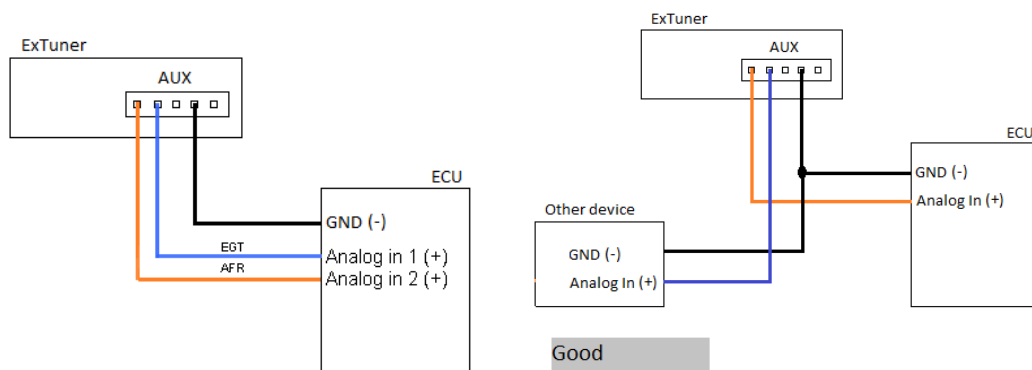 ExTuner
AUX
ECU
GND (-)
EGT
Analog in 1 (+)
AFR
Analog in 2 (+)
ExTuner
AUX
ECU
GND (-)
Analog In (+)
Other device
GND (-)
Analog In (+)
Good